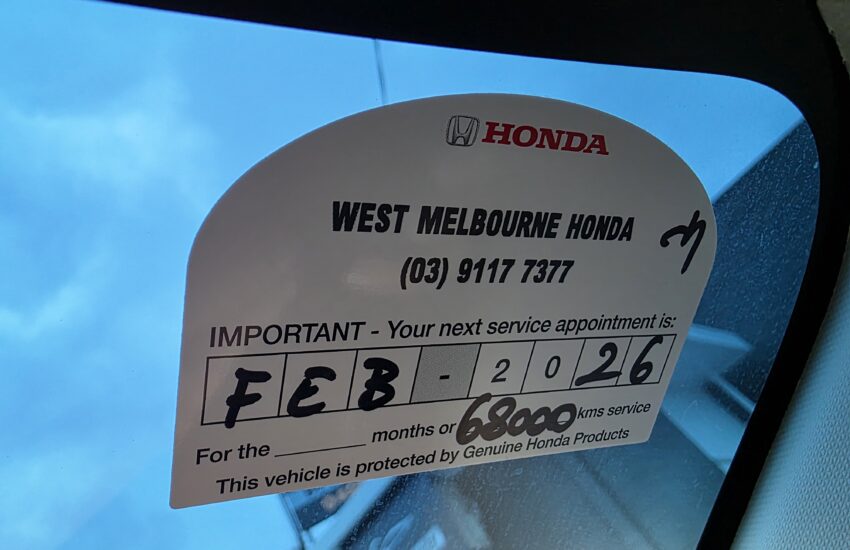 HONDA
WEST MELBOURNE HONDA
(03) 9117 7377
IMPORTANT - Your next service appointment is:
FEB - 2026
For the ________ months or 68000 kms service
This vehicle is protected by Genuine Honda Products